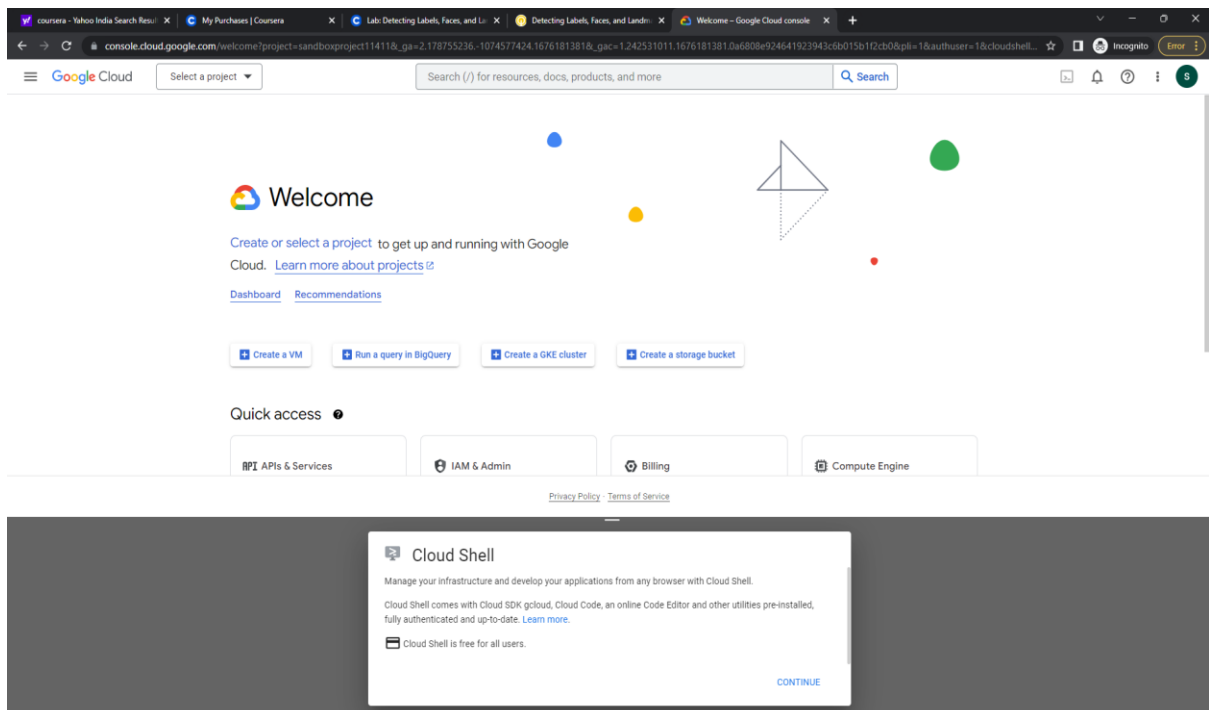 coursera - Yahoo India Search Resul
My Purchases | Coursera
Lab: Detecting Labels, Faces, and La
Detecting Labels, Faces, and Landm
Welcome – Google Cloud console
console.cloud.google.com/welcome?project=sandboxproject11411&_ga=2.178755236.-1074577424.1676181381&_gac=1.242531011.1676181381.0a6808e924641923943c6b015b1f2cb0&pli=1&authuser=1&cloudshell...
Incognito
Error
Google Cloud
Select a project
Search (/) for resources, docs, products, and more
Search
S
Welcome
Create or select a project to get up and running with Google
Cloud. Learn more about projects
Dashboard Recommendations
Create a VM
Run a query in BigQuery
Create a GKE cluster
Create a storage bucket
Quick access
API APIs & Services
IAM & Admin
Billing
Compute Engine
Privacy Policy · Terms of Service
Cloud Shell
Manage your infrastructure and develop your applications from any browser with Cloud Shell.
Cloud Shell comes with Cloud SDK gcloud, Cloud Code, an online Code Editor and other utilities pre-installed,
fully authenticated and up-to-date. Learn more.
Cloud Shell is free for all users.
CONTINUE